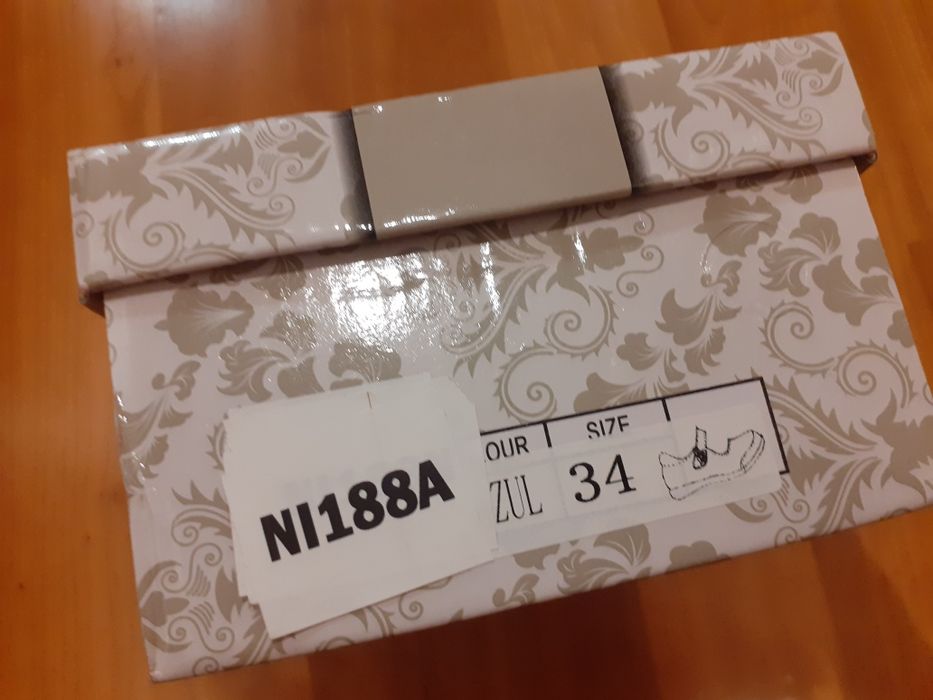 OUR SIZE
NI188A ZUL 34